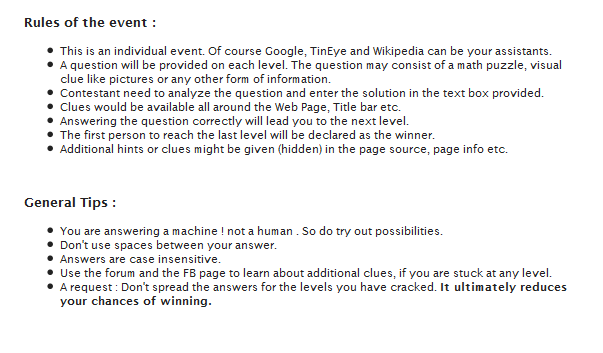 Rules of the event :
This is an individual event. Of course Google, TinEye and Wikipedia can be your assistants.
A question will be provided on each level. The question may consist of a math puzzle, visual
clue like pictures or any other form of information.
Contestant need to analyze the question and enter the solution in the text box provided.
Clues would be available all around the Web Page, Title bar etc.
Answering the question correctly will lead you to the next level.
The first person to reach the last level will be declared as the winner.
Additional hints or clues might be given (hidden) in the page source, page info etc.
General Tips :
You are answering a machine ! not a human . So do try out possibilities.
Don't use spaces between your answer.
Answers are case insensitive.
Use the forum and the FB page to learn about additional clues, if you are stuck at any level.
A request : Don't spread the answers for the levels you have cracked. It ultimately reduces
your chances of winning.